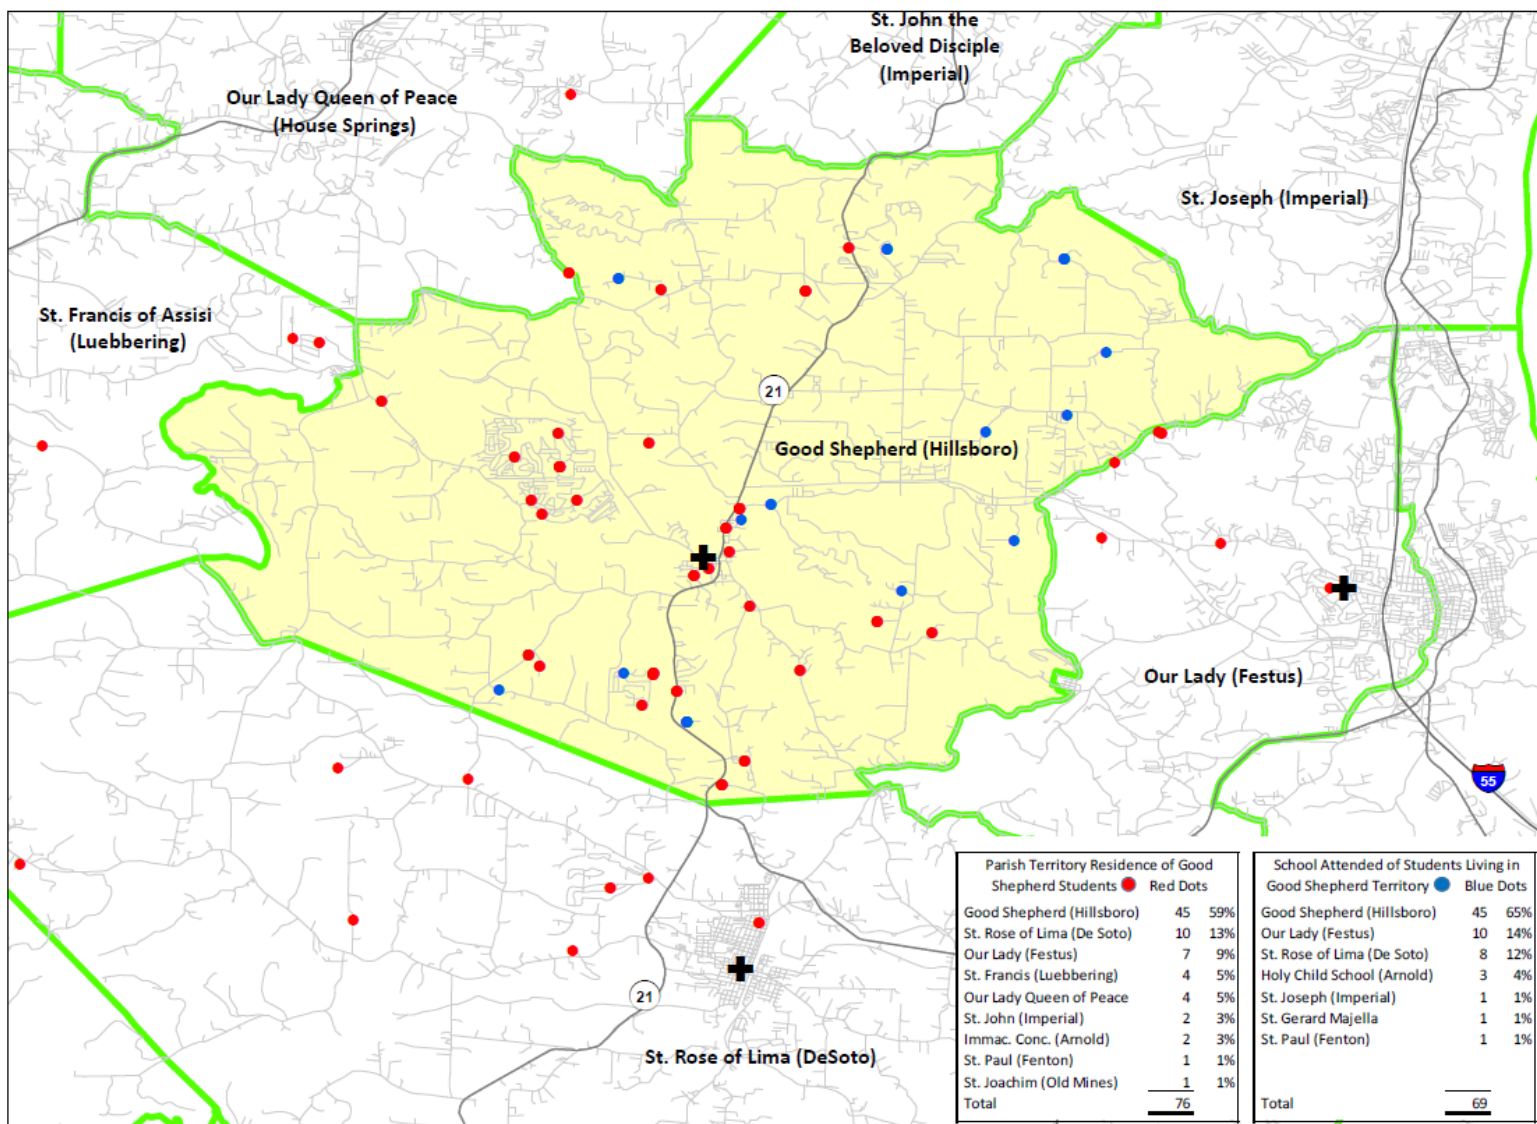 St. John the
Beloved Disciple
(Imperial)
Our Lady Queen of Peace
(House Springs)
St. Joseph (Imperial)
St. Francis of Assisi
(Luebbering)
21
Good Shepherd (Hillsboro)
Our Lady (Festus)
55
21
St. Rose of Lima (DeSoto)
Parish Territory Residence of Good
Shepherd Students Red Dots
Good Shepherd (Hillsboro) 45 59%
St. Rose of Lima (De Soto) 10 13%
Our Lady (Festus) 7 9%
St. Francis (Luebbering) 4 5%
Our Lady Queen of Peace 4 5%
St. John (Imperial) 2 3%
Immac. Conc. (Arnold) 2 3%
St. Paul (Fenton) 1 1%
St. Joachim (Old Mines) 1 1%
Total 76
School Attended of Students Living in
Good Shepherd Territory Blue Dots
Good Shepherd (Hillsboro) 45 65%
Our Lady (Festus) 10 14%
St. Rose of Lima (De Soto) 8 12%
Holy Child School (Arnold) 3 4%
St. Joseph (Imperial) 1 1%
St. Gerard Majella 1 1%
St. Paul (Fenton) 1 1%
Total 69